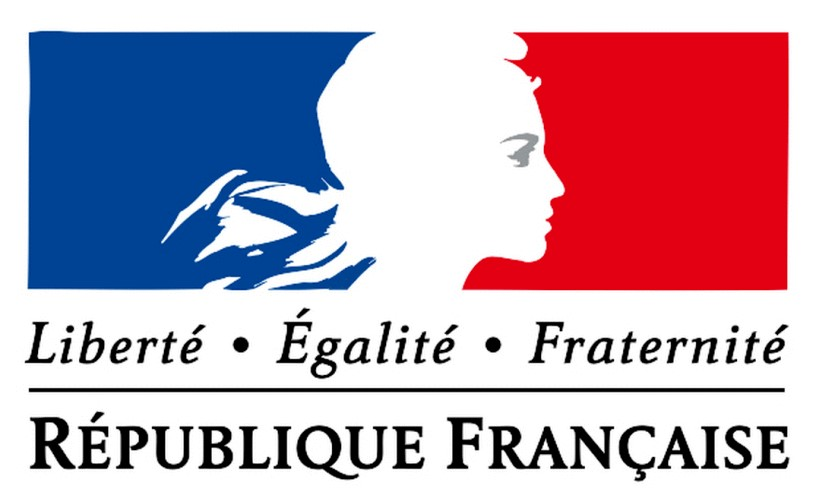 Liberté • Égalité • Fraternité
RÉPUBLIQUE FRANÇAISE